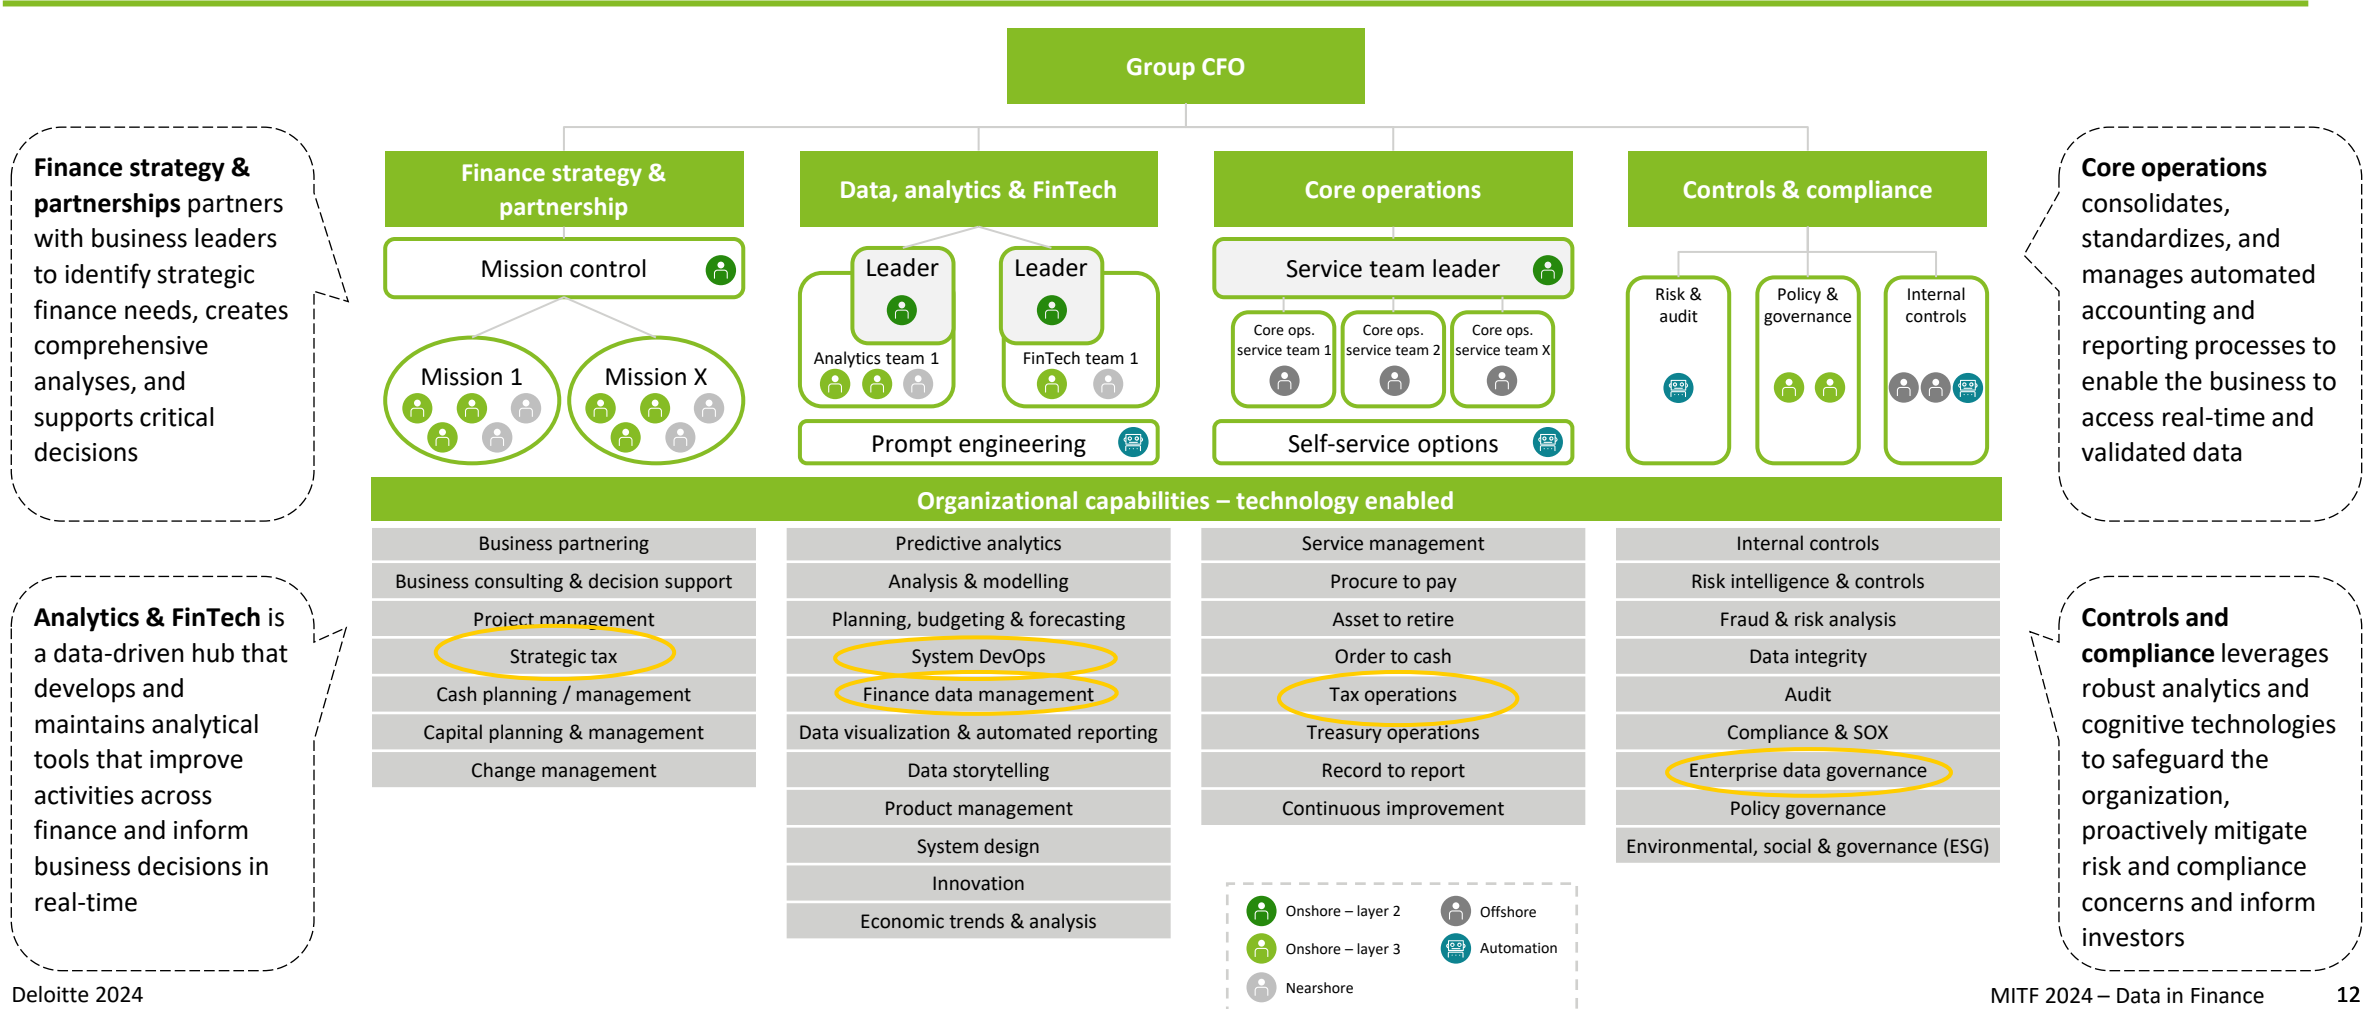 Group CFO
Finance strategy &
partnerships partners
with business leaders
to identify strategic
finance needs, creates
comprehensive
analyses, and
supports critical
decisions
Analytics & FinTech is
a data-driven hub that
develops and
maintains analytical
tools that improve
activities across
finance and inform
business decisions in
real-time
Finance strategy &
partnership
Mission control
Mission 1
Mission X
Data, analytics & FinTech
Leader
Leader
Analytics team 1
FinTech team 1
Prompt engineering
Core operations
Service team leader
Core ops.
service team 1
Core ops.
service team 2
Core ops.
service team X
Self-service options
Controls & compliance
Risk &
audit
Policy &
governance
Internal
controls
Organizational capabilities – technology enabled
Business partnering
Business consulting & decision support
Project management
Strategic tax
Cash planning / management
Capital planning & management
Change management
Predictive analytics
Analysis & modelling
Planning, budgeting & forecasting
System DevOps
Finance data management
Data visualization & automated reporting
Data storytelling
Product management
System design
Innovation
Economic trends & analysis
Service management
Procure to pay
Asset to retire
Order to cash
Tax operations
Treasury operations
Record to report
Continuous improvement
Internal controls
Risk intelligence & controls
Fraud & risk analysis
Data integrity
Audit
Compliance & SOX
Enterprise data governance
Policy governance
Environmental, social & governance (ESG)
Onshore – layer 2
Onshore – layer 3
Nearshore
Offshore
Automation
Core operations
consolidates,
standardizes, and
manages automated
accounting and
reporting processes to
enable the business to
access real-time and
validated data
Controls and
compliance leverages
robust analytics and
cognitive technologies
to safeguard the
organization,
proactively mitigate
risk and compliance
concerns and inform
investors
Deloitte 2024
MITF 2024 – Data in Finance
12